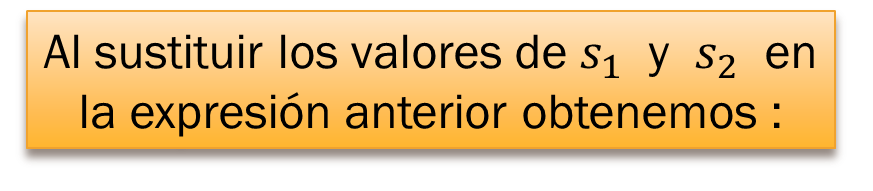 Al sustituir los valores de s₁ y s₂ en
la expresión anterior obtenemos :